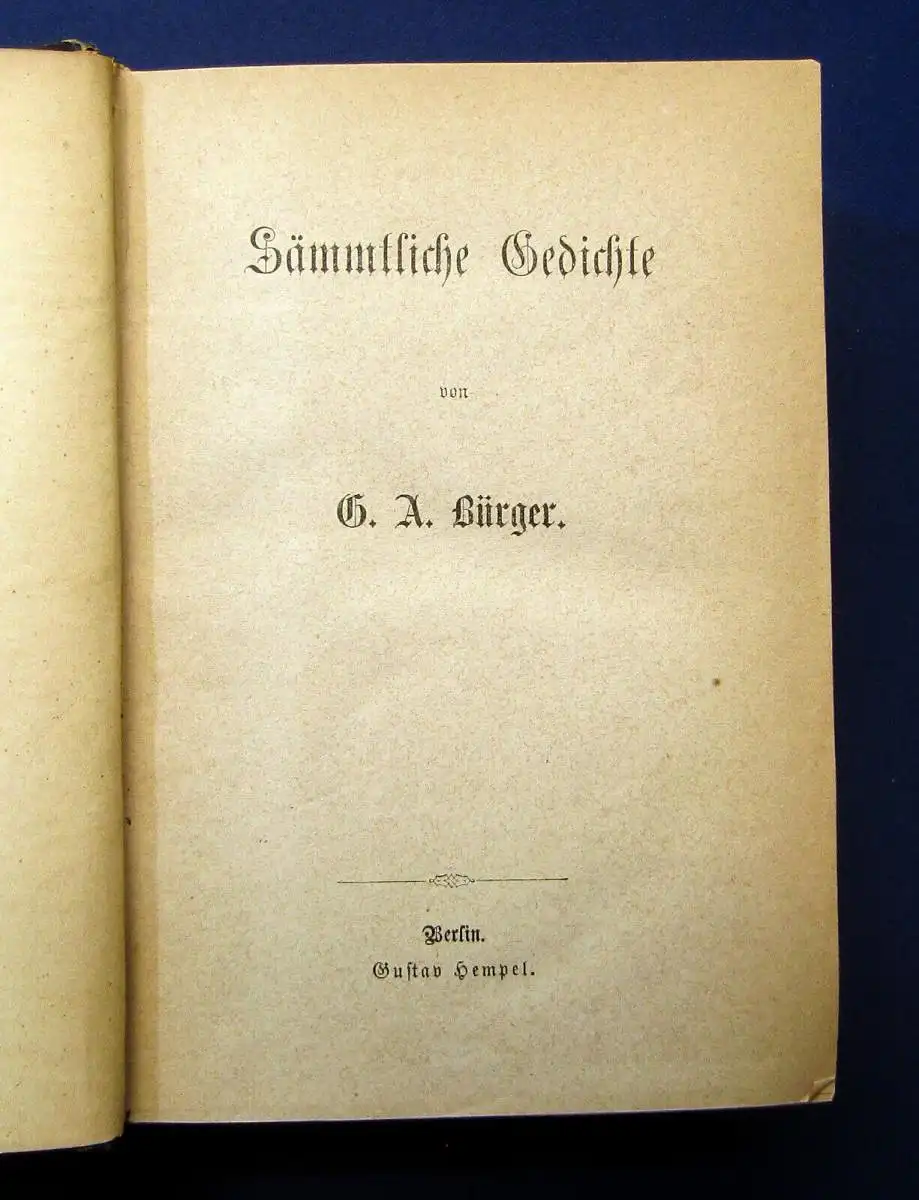 Sämmtliche Gedichte
von
G. A. Bürger.
Berlin.
Gustav Hempel.